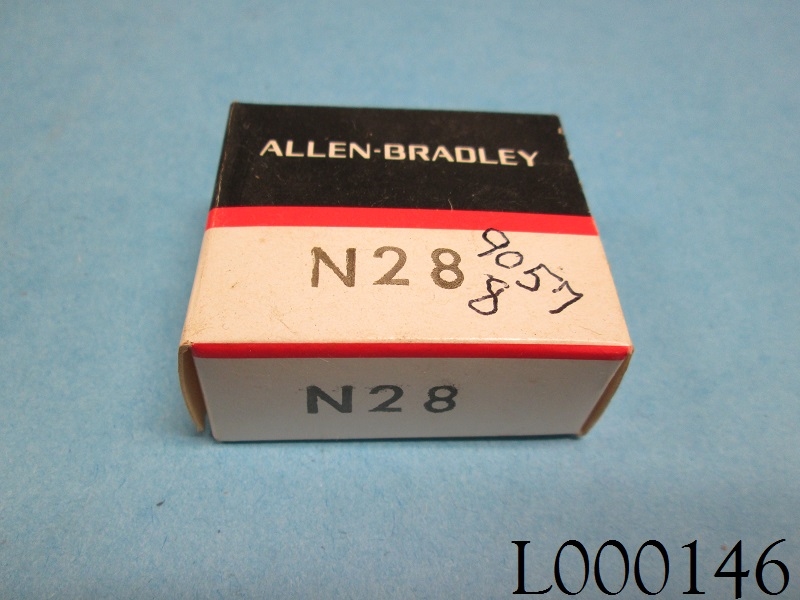 ALLEN-BRADLEY
N28
9057
8
N28
L000146